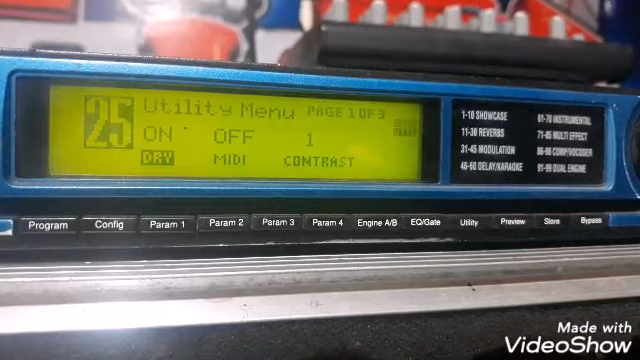 25 Utility Menu PAGE 1 OF 3
ON OFF 1
DRY MIDI CONTRAST
1-10 SHOWCASE
11-30 REVERBS
31-45 MODULATION
46-60 DELAY/KARAOKE
61-70 INSTRUMENTAL
71-85 MULTI EFFECT
86-90 COMP/VOCODER
91-99 DUAL ENGINE
Program Config Param 1 Param 2 Param 3 Param 4 Engine A/B EQ/Gate Utility Preview Store Bypass
Made with
VideoShow